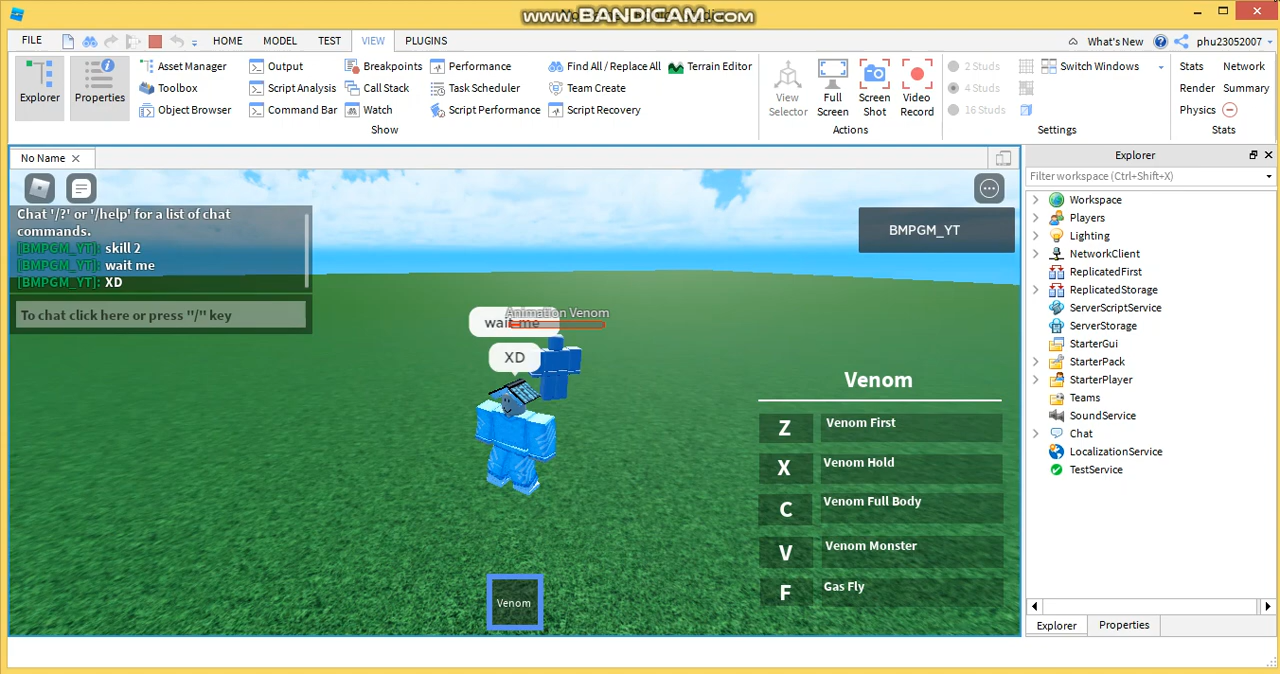 www.BANDICAM.com
FILE HOME MODEL TEST VIEW PLUGINS What's New phu23052007
Explorer
Properties
Asset Manager
Toolbox
Object Browser
Output
Script Analysis
Command Bar
Breakpoints
Call Stack
Watch
Performance
Task Scheduler
Script Performance
Find All / Replace All
Team Create
Script Recovery
Terrain Editor
Show
View
Selector
Full
Screen
Screen
Shot
Video
Record
Actions
2 Studs
4 Studs
16 Studs
Switch Windows
Settings
Stats Network
Render Summary
Physics
Stats
No Name
Chat '/?' or '/help' for a list of chat
commands.
[BMPGM_YT]: skill 2
[BMPGM_YT]: wait me
[BMPGM_YT]: XD
To chat click here or press "/" key
BMPGM_YT
Animation Venom
wait me
XD
Venom
Z Venom First
X Venom Hold
C Venom Full Body
V Venom Monster
F Gas Fly
Venom
Explorer
Filter workspace (Ctrl+Shift+X)
Workspace
Players
Lighting
NetworkClient
ReplicatedFirst
ReplicatedStorage
ServerScriptService
ServerStorage
StarterGui
StarterPack
StarterPlayer
Teams
SoundService
Chat
LocalizationService
TestService
Explorer Properties